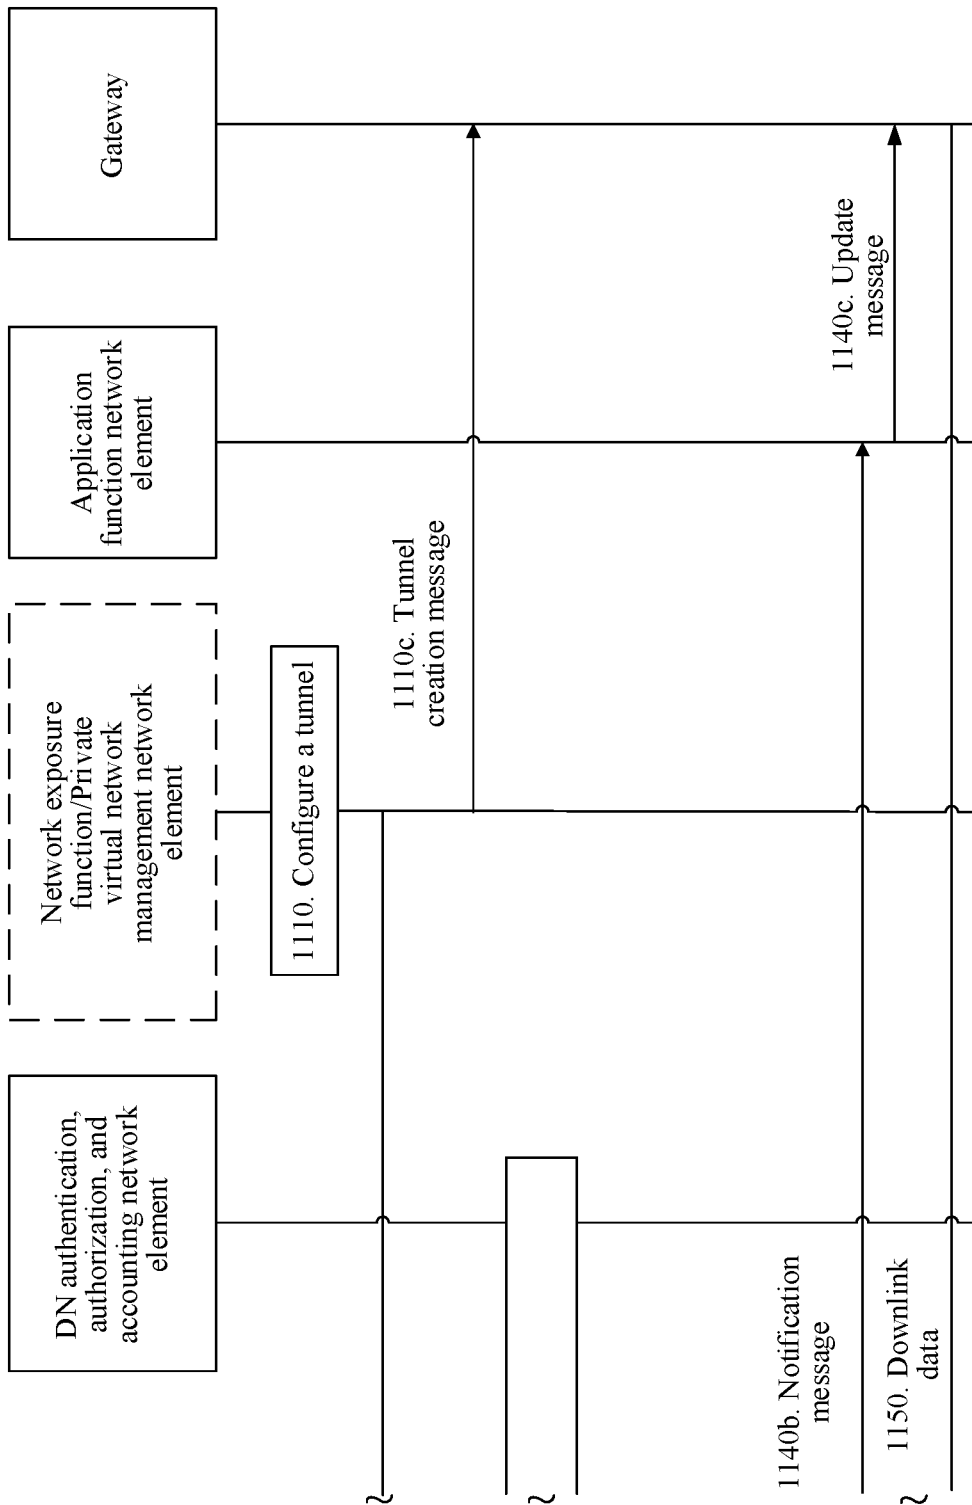 DN authentication,
authorization, and
accounting network
element
Network exposure
function/Private
virtual network
management network
element
Application
function network
element
Gateway
1110. Configure a tunnel
1110c. Tunnel
creation message
1140b. Notification
message
1140c. Update
message
1150. Downlink
data